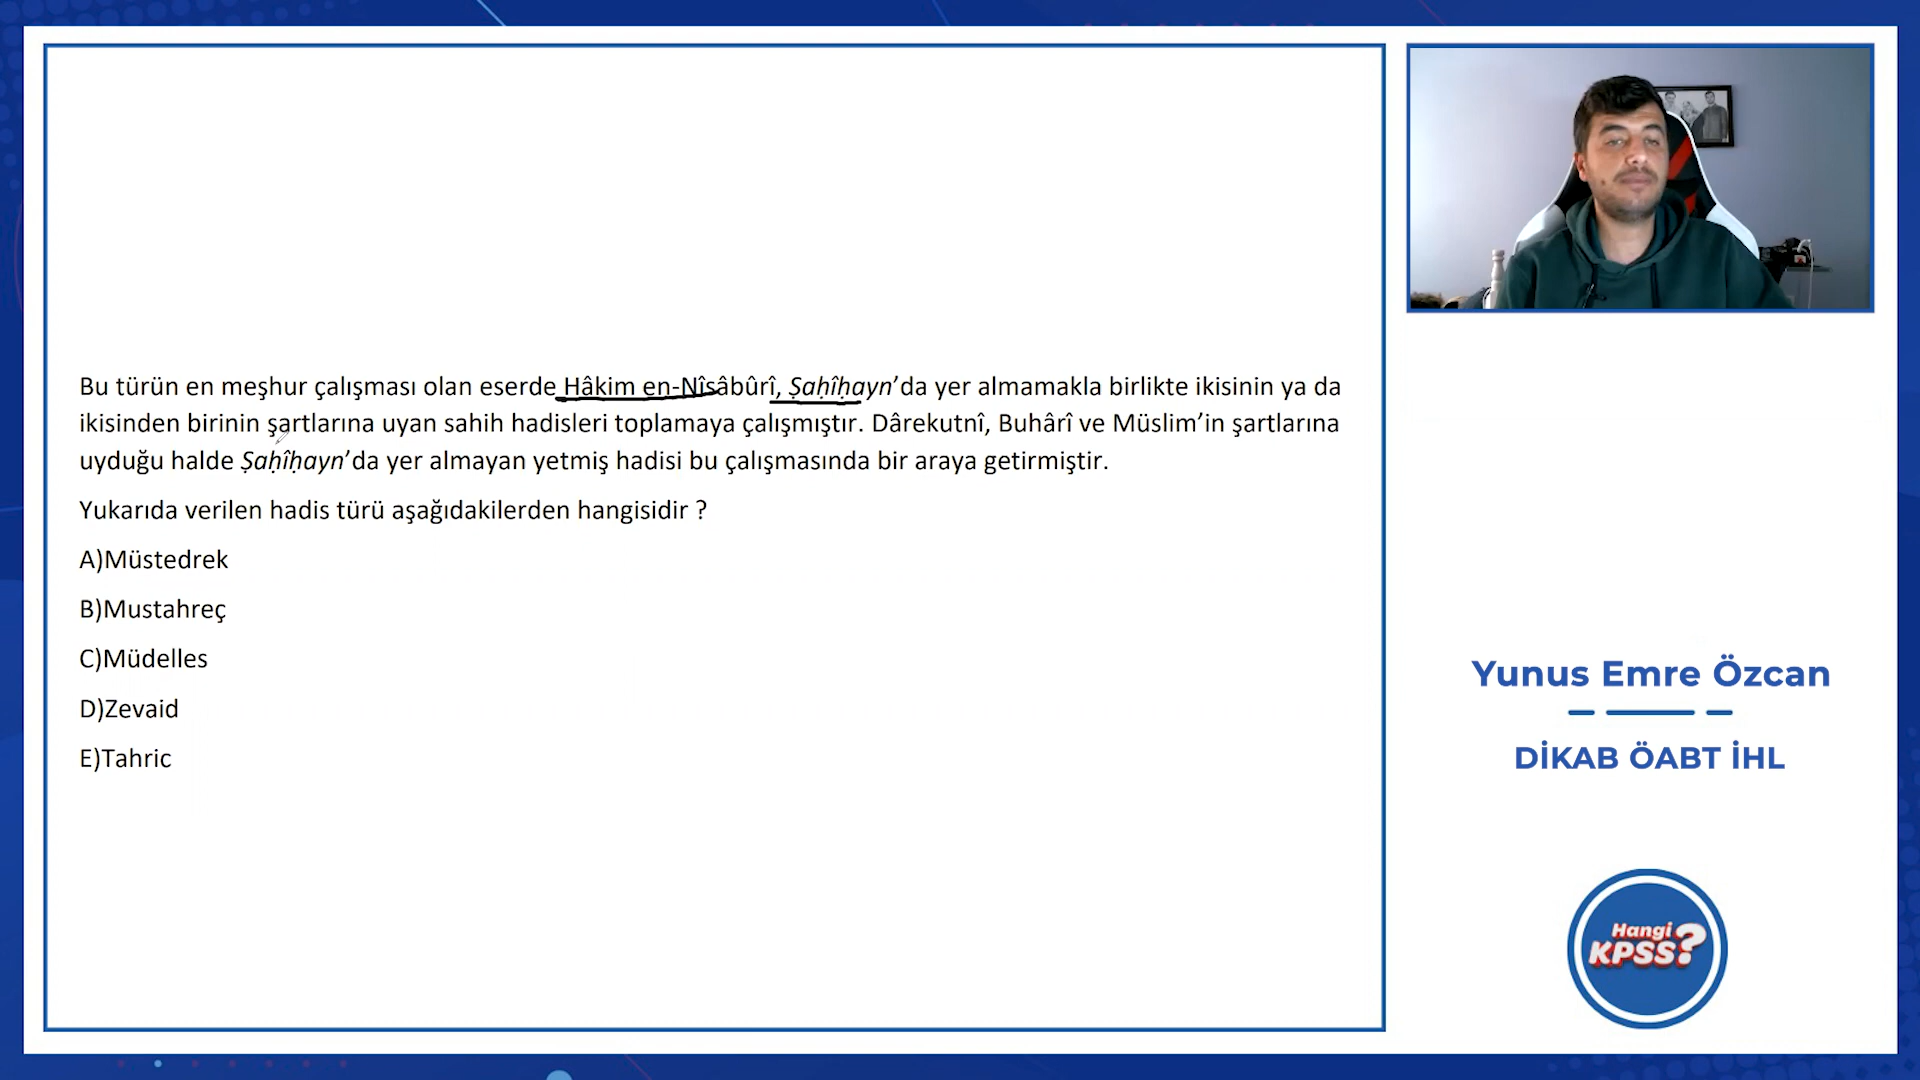 Bu türün en meşhur çalışması olan eserde Hâkim en-Nîsâbûrî, Ṣaḥîḥayn’da yer almamakla birlikte ikisinin ya da
ikisinden birinin şartlarına uyan sahih hadisleri toplamaya çalışmıştır. Dârekutnî, Buhârî ve Müslim’in şartlarına
uyduğu halde Ṣaḥîḥayn’da yer almayan yetmiş hadisi bu çalışmasında bir araya getirmiştir.
Yukarıda verilen hadis türü aşağıdakilerden hangisidir ?
A)Müstedrek
B)Mustahreç
C)Müdelles
D)Zevaid
E)Tahric
Yunus Emre Özcan
DİKAB ÖABT İHL
Hangi
KPSS?